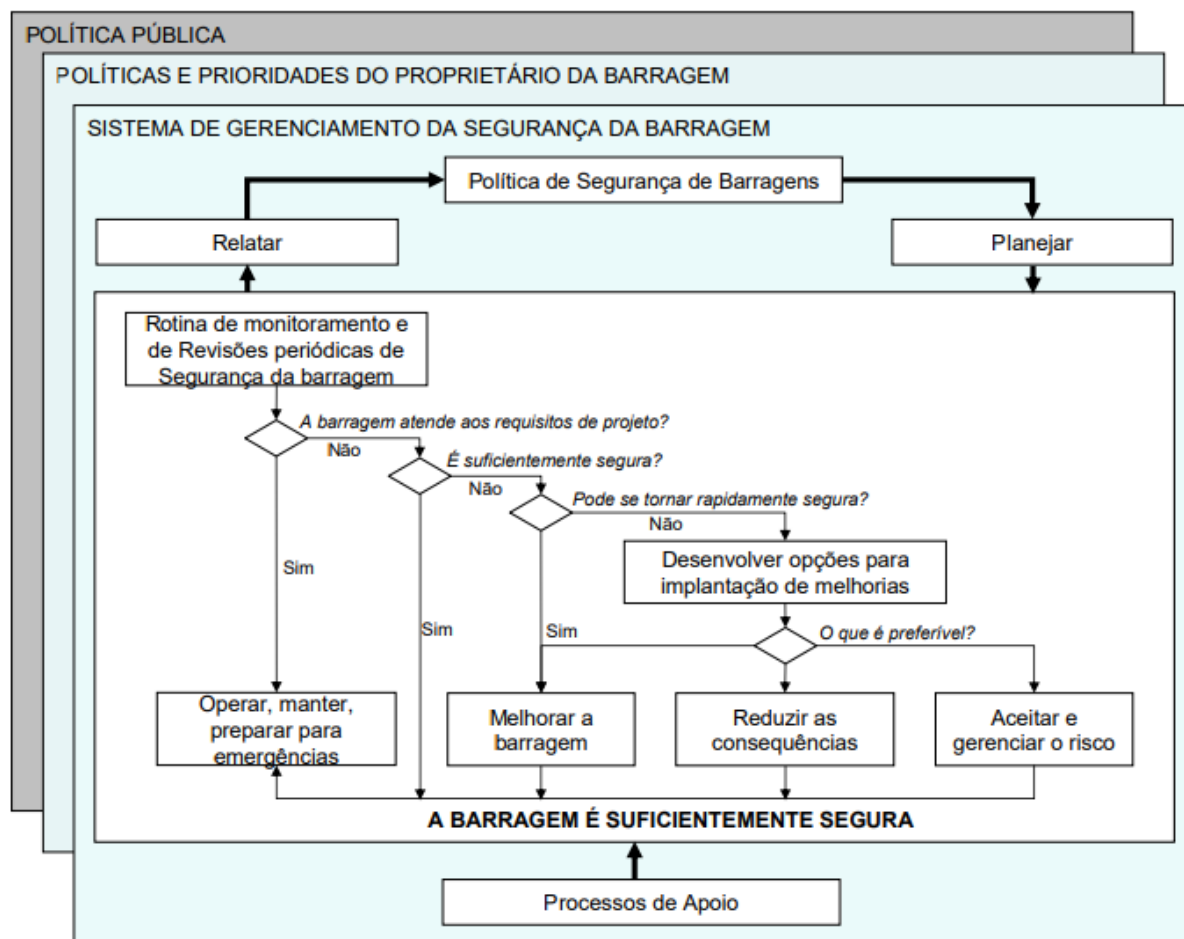 POLÍTICA PÚBLICA
POLÍTICAS E PRIORIDADES DO PROPRIETÁRIO DA BARRAGEM
SISTEMA DE GERENCIAMENTO DA SEGURANÇA DA BARRAGEM
Política de Segurança de Barragens
Relatar
Planejar
Rotina de monitoramento e
de Revisões periódicas de
Segurança da barragem
A barragem atende aos requisitos de projeto?
Não
É suficientemente segura?
Não
Pode se tornar rapidamente segura?
Não
Desenvolver opções para
implantação de melhorias
Sim
Sim
Sim
O que é preferível?
Operar, manter,
preparar para
emergências
Melhorar a
barragem
Reduzir as
consequências
Aceitar e
gerenciar o risco
A BARRAGEM É SUFICIENTEMENTE SEGURA
Processos de Apoio